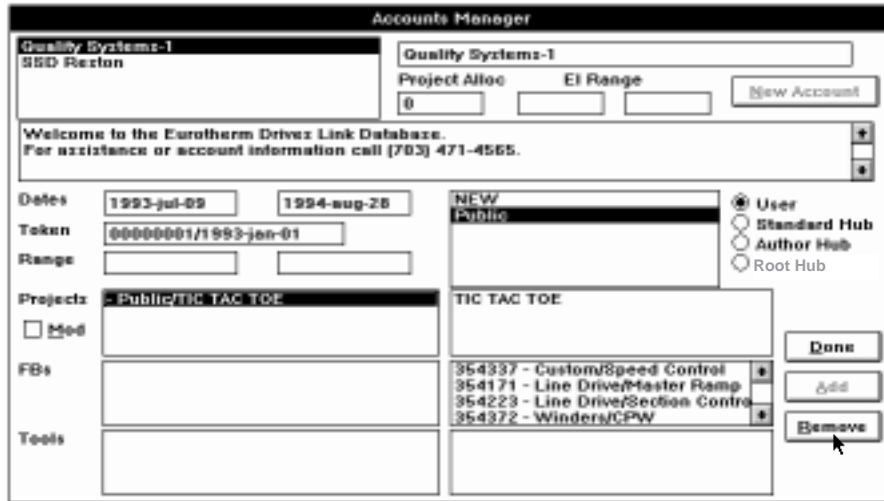 Accounts Manager
Quality Systems-1
SSD Reston
Quality Systems-1
Project Alloc EI Range
0
New Account
Welcome to the Eurotherm Drives Link Database.
For assistance or account information call (703) 471-4565.
Dates 1993-jul-09 1994-aug-28
Token 00000001/1993-jan-01
Range
NEW
Public
User
Standard Hub
Author Hub
Root Hub
Projects - Public/TIC TAC TOE
Mod
TIC TAC TOE
Done
FBs
354337 - Custom/Speed Control
354171 - Line Drive/Master Ramp
354223 - Line Drive/Section Contro
354372 - Winders/CPW
Add
Remove
Tools